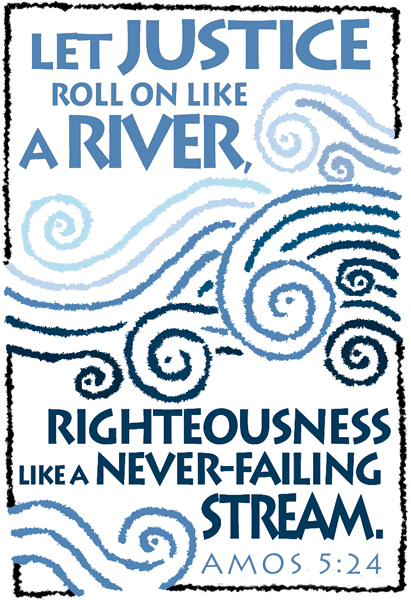 LET JUSTICE
ROLL ON LIKE
A RIVER,
RIGHTEOUSNESS
LIKE A NEVER-FAILING
STREAM.
AMOS 5:24